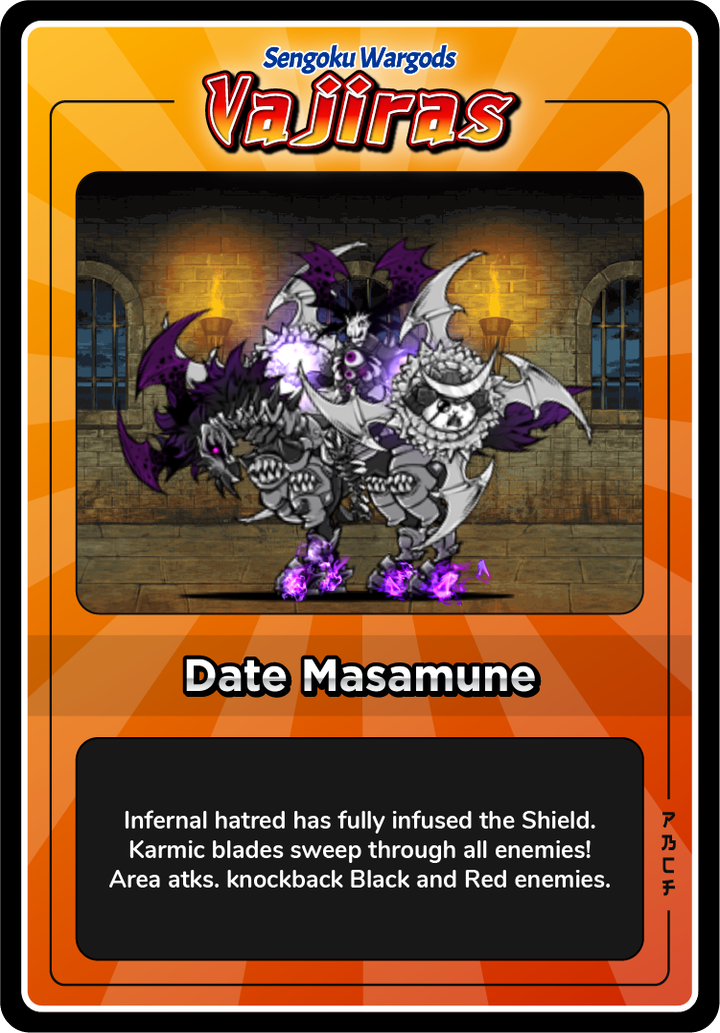 Sengoku Wargods
Vajiras
Date Masamune
Infernal hatred has fully infused the Shield.
Karmic blades sweep through all enemies!
Area atks. knockback Black and Red enemies.